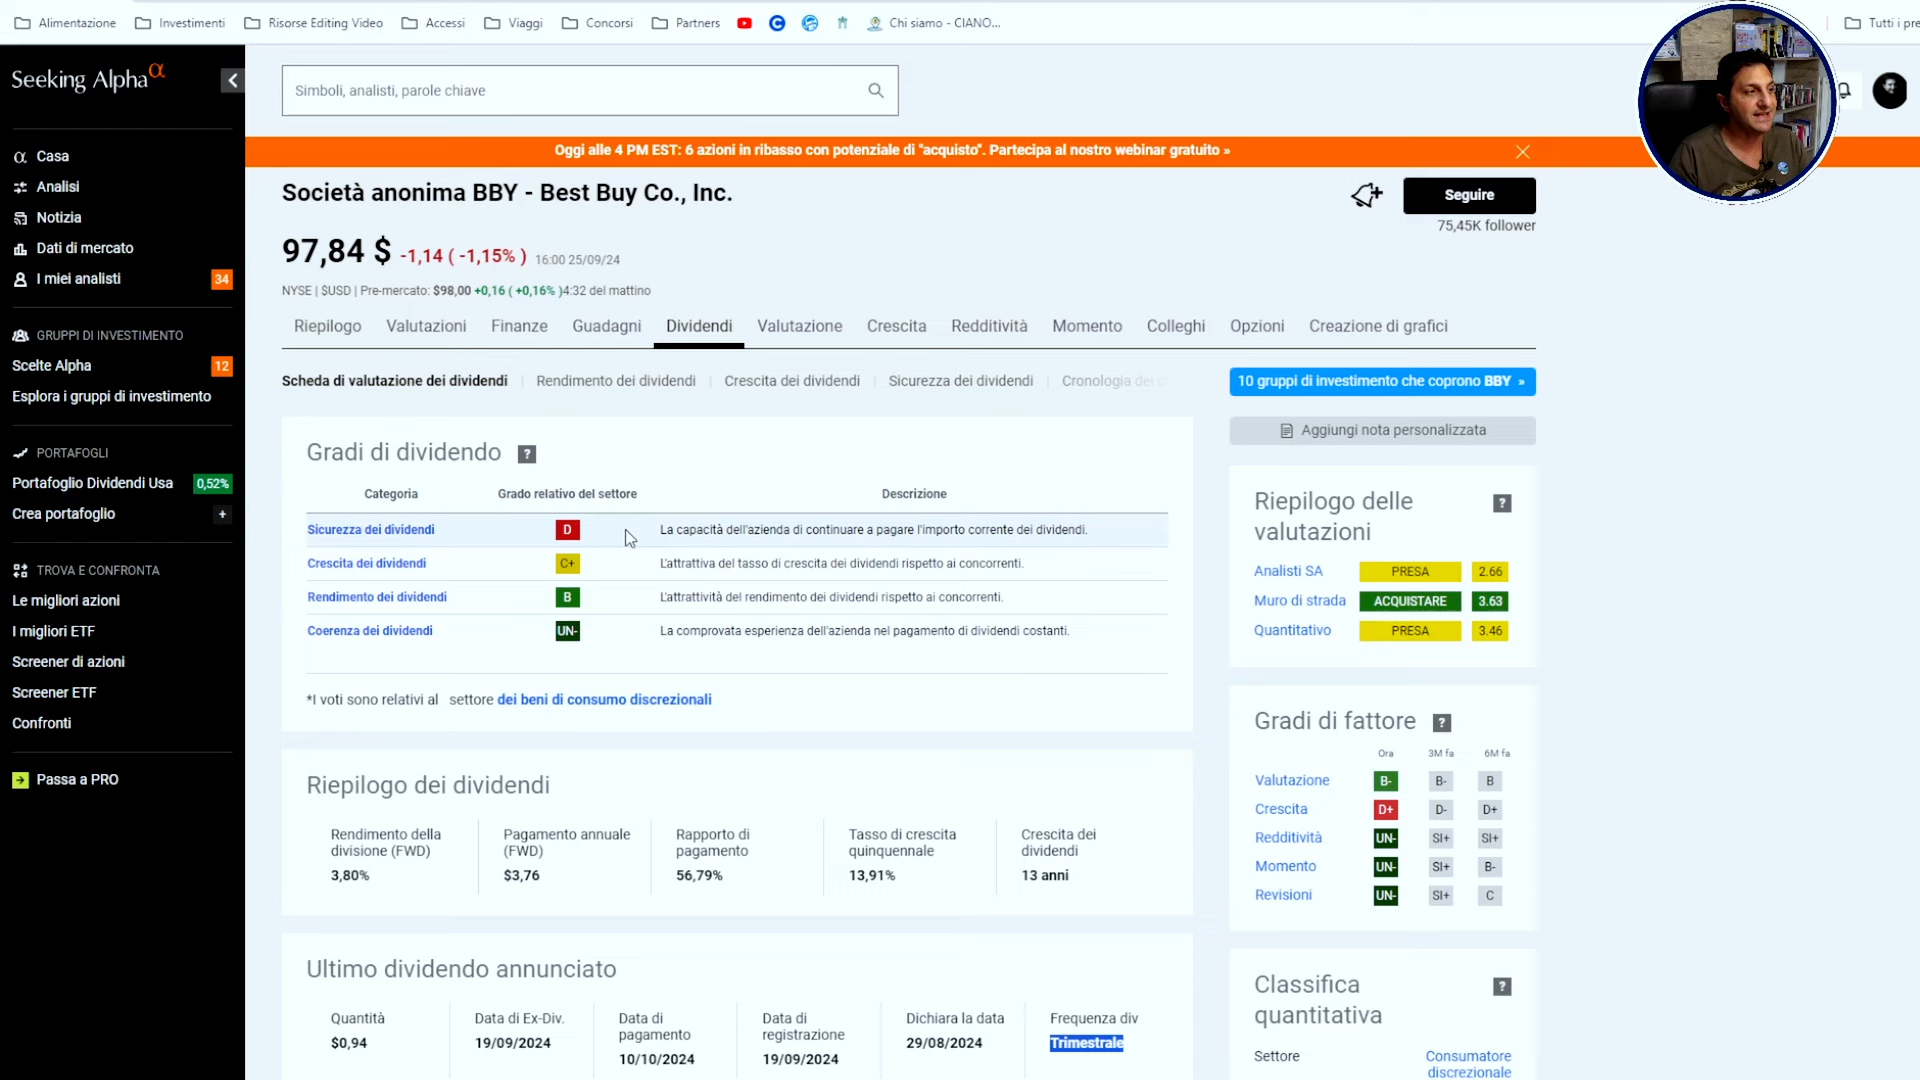 Alimentazione
Investimenti
Risorse Editing Video
Accessi
Viaggi
Concorsi
Partners
Chi siamo - CIANO...
Tutti i pre
Seeking Alpha α
Casa
Analisi
Notizia
Dati di mercato
I miei analisti 34
GRUPPI DI INVESTIMENTO
Scelte Alpha 12
Esplora i gruppi di investimento
PORTAFOGLI
Portafoglio Dividendi Usa 0,52%
Crea portafoglio +
TROVA E CONFRONTA
Le migliori azioni
I migliori ETF
Screener di azioni
Screener ETF
Confronti
Passa a PRO
Simboli, analisti, parole chiave
Oggi alle 4 PM EST: 6 azioni in ribasso con potenziale di "acquisto". Partecipa al nostro webinar gratuito »
Società anonima BBY - Best Buy Co., Inc.
Seguire
75,45K follower
97,84 $ -1,14 ( -1,15% ) 16:00 25/09/24
NYSE | $USD | Pre-mercato: $98,00 +0,16 ( +0,16% )4:32 del mattino
Riepilogo Valutazioni Finanze Guadagni Dividendi Valutazione Crescita Redditività Momento Colleghi Opzioni Creazione di grafici
Scheda di valutazione dei dividendi | Rendimento dei dividendi | Crescita dei dividendi | Sicurezza dei dividendi | Cronologia dei d
10 gruppi di investimento che coprono BBY »
Aggiungi nota personalizzata
Gradi di dividendo ?
Categoria Grado relativo del settore Descrizione
Sicurezza dei dividendi D La capacità dell'azienda di continuare a pagare l'importo corrente dei dividendi.
Crescita dei dividendi C+ L'attrattiva del tasso di crescita dei dividendi rispetto ai concorrenti.
Rendimento dei dividendi B L'attrattività del rendimento dei dividendi rispetto ai concorrenti.
Coerenza dei dividendi UN- La comprovata esperienza dell'azienda nel pagamento di dividendi costanti.
*I voti sono relativi al settore dei beni di consumo discrezionali
Riepilogo dei dividendi
Rendimento della divisione (FWD)
3,80%
Pagamento annuale (FWD)
$3,76
Rapporto di pagamento
56,79%
Tasso di crescita quinquennale
13,91%
Crescita dei dividendi
13 anni
Ultimo dividendo annunciato
Quantità
$0,94
Data di Ex-Div.
19/09/2024
Data di pagamento
10/10/2024
Data di registrazione
19/09/2024
Dichiara la data
29/08/2024
Frequenza div
Trimestrale
Riepilogo delle valutazioni ?
Analisti SA PRESA 2.66
Muro di strada ACQUISTARE 3.63
Quantitativo PRESA 3.46
Gradi di fattore ?
Ora 3M fa 6M fa
Valutazione B- B- B
Crescita D+ D- D+
Redditività UN- SI+ SI+
Momento UN- SI+ B-
Revisioni UN- SI+ C
Classifica quantitativa ?
Settore Consumatore discrezionale